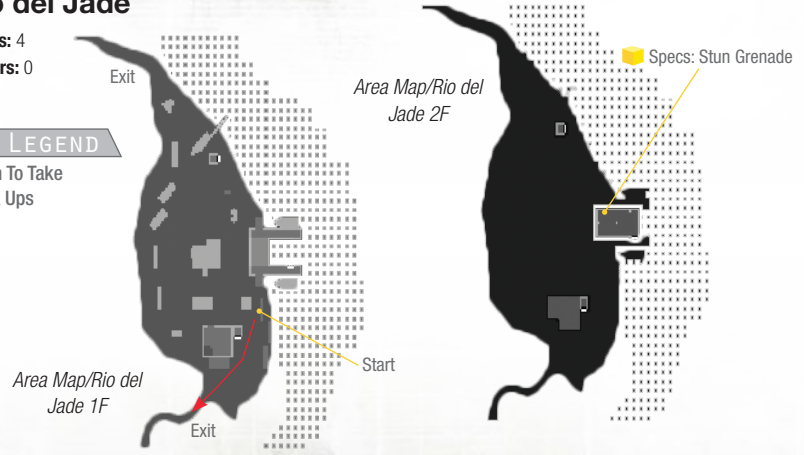 del Jade
s: 4
rs: 0
Exit
LEGEND
To Take
Ups
Area Map/Rio del
Jade 1F
Start
Exit
Area Map/Rio del
Jade 2F
Specs: Stun Grenade